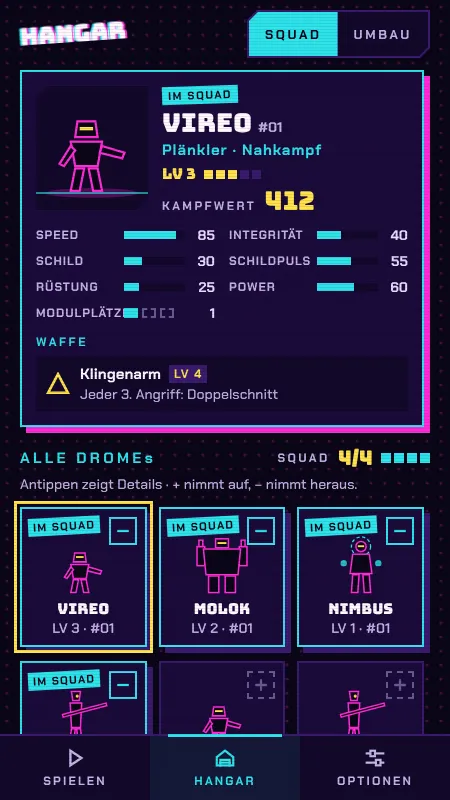 HANGAR
SQUAD
UMBAU
IM SQUAD
VIREO #01
Plänkler · Nahkampf
LV 3
KAMPFWERT 412
SPEED 85 INTEGRITÄT 40
SCHILD 30 SCHILDPULS 55
RÜSTUNG 25 POWER 60
MODULPLÄTZ 1
WAFFE
Klingenarm LV 4
Jeder 3. Angriff: Doppelschnitt
ALLE DROMEs SQUAD 4/4
Antippen zeigt Details · + nimmt auf, – nimmt heraus.
IM SQUAD – IM SQUAD – IM SQUAD –
VIREO MOLOK NIMBUS
LV 3 · #01 LV 2 · #01 LV 1 · #01
IM SQUAD – + +
SPIELEN HANGAR OPTIONEN